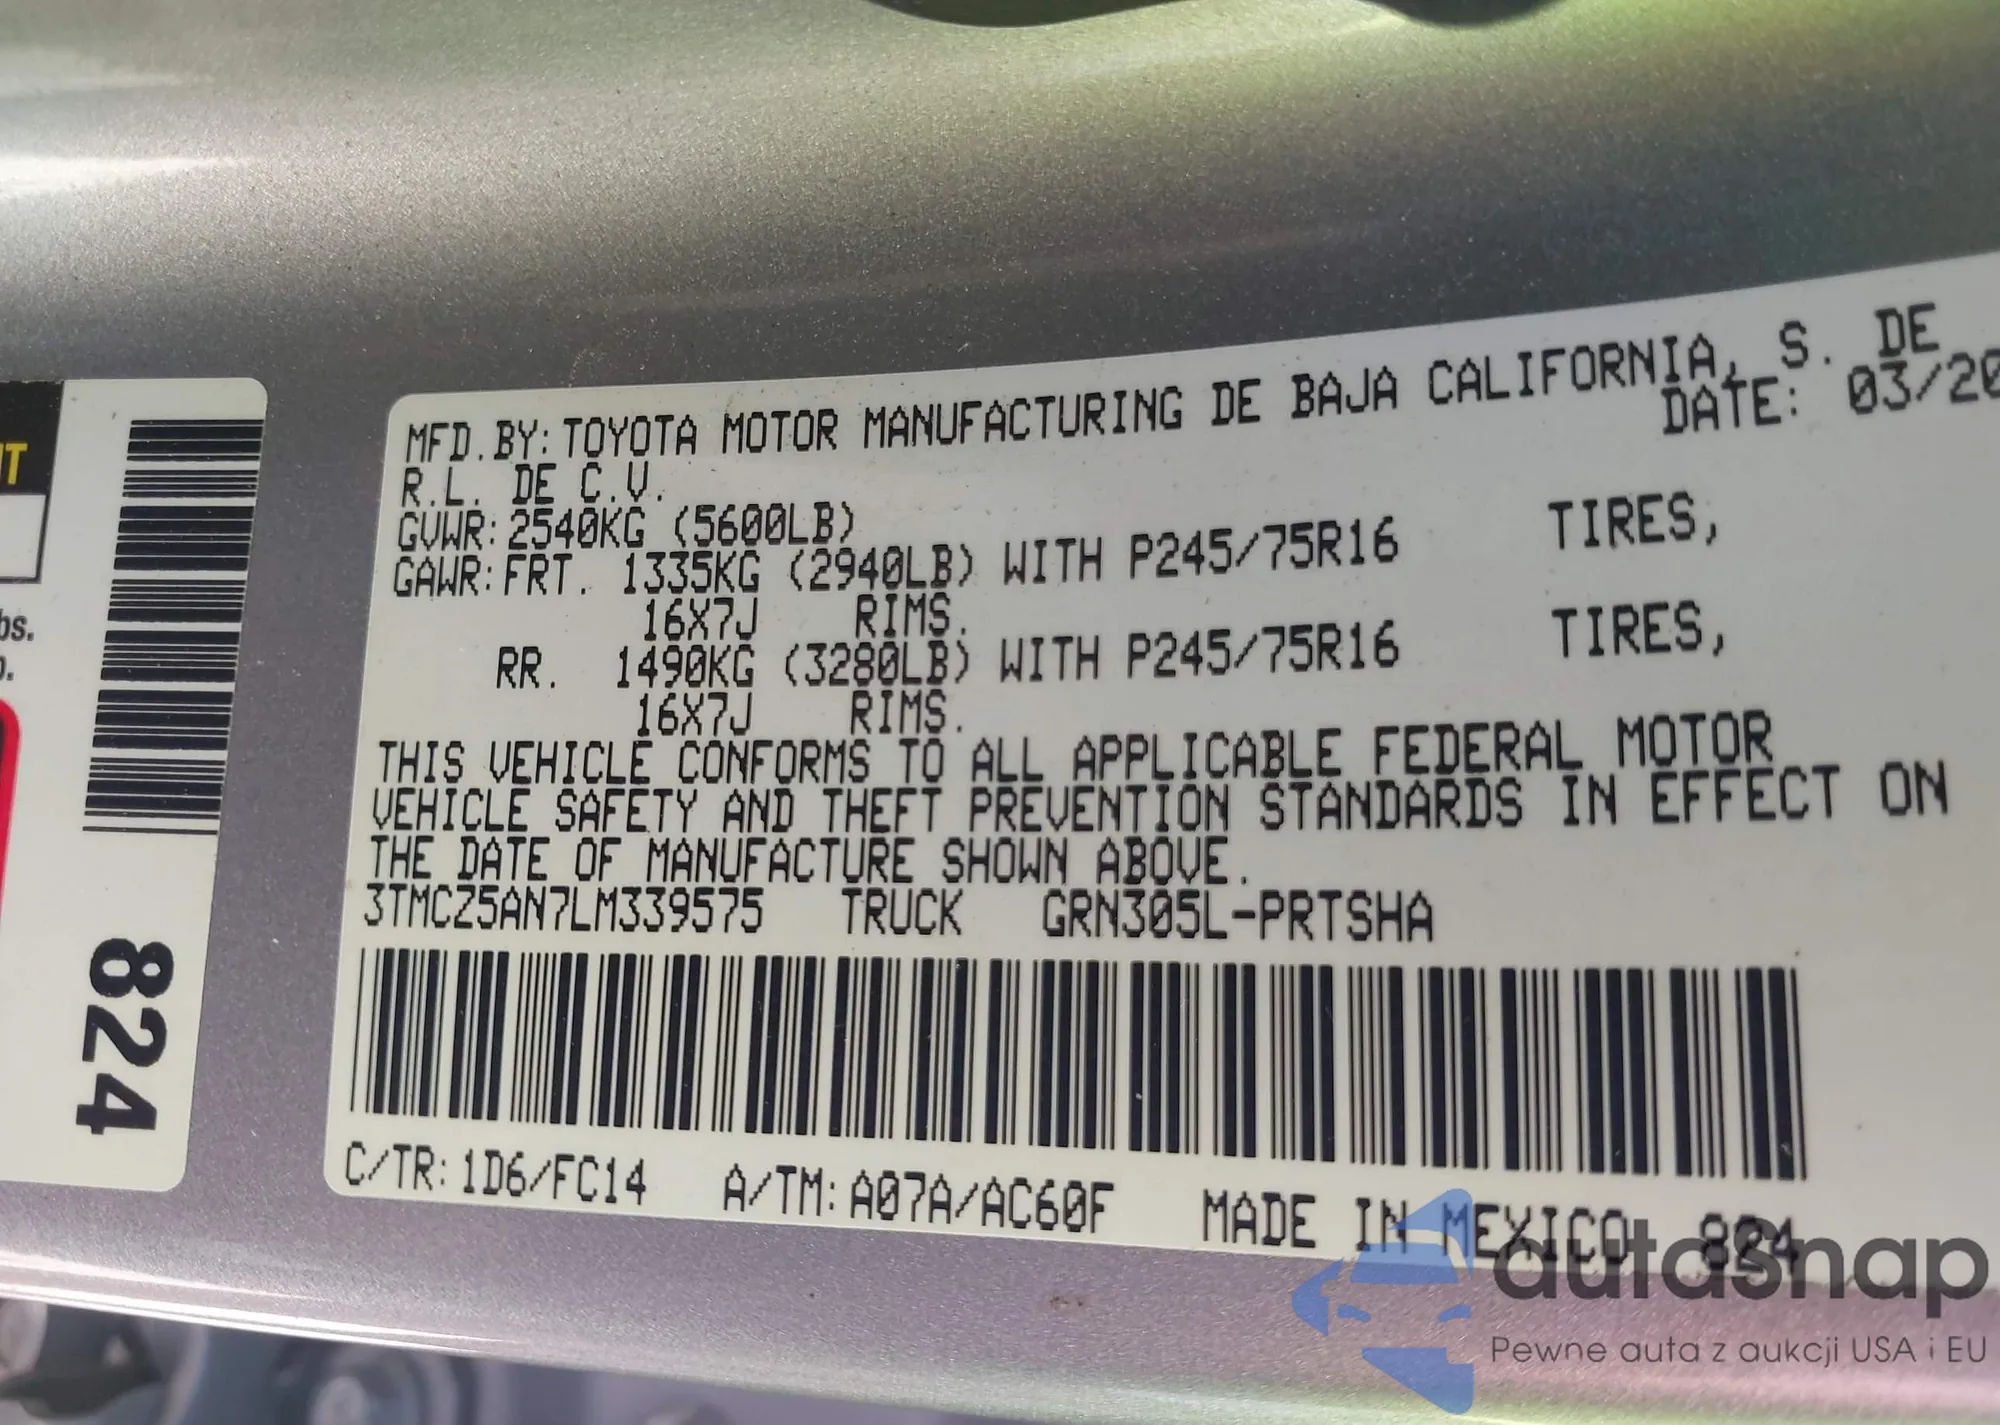 MFD.BY:TOYOTA MOTOR MANUFACTURING DE BAJA CALIFORNIA, S. DE
R.L. DE C.V. DATE: 03/20
GVWR:2540KG (5600LB)
GAWR:FRT. 1335KG (2940LB) WITH P245/75R16 TIRES,
16X7J RIMS.
RR. 1490KG (3280LB) WITH P245/75R16 TIRES,
16X7J RIMS.
THIS VEHICLE CONFORMS TO ALL APPLICABLE FEDERAL MOTOR
VEHICLE SAFETY AND THEFT PREVENTION STANDARDS IN EFFECT ON
THE DATE OF MANUFACTURE SHOWN ABOVE.
3TMCZ5AN7LM339575 TRUCK GRN305L-PRTSHA
C/TR:1D6/FC14 A/TM:A07A/AC60F MADE IN MEXICO 824
824
bs.
autasnap
Pewne auta z aukcji USA i EU